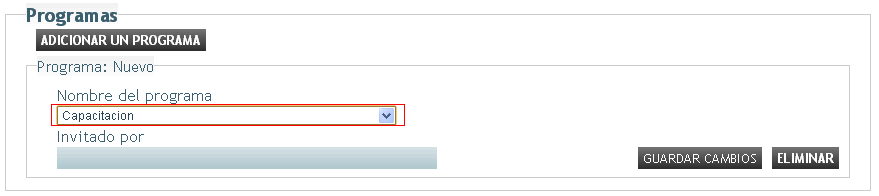 Programas
ADICIONAR UN PROGRAMA
Programa: Nuevo
Nombre del programa
Capacitacion
Invitado por
GUARDAR CAMBIOS ELIMINAR